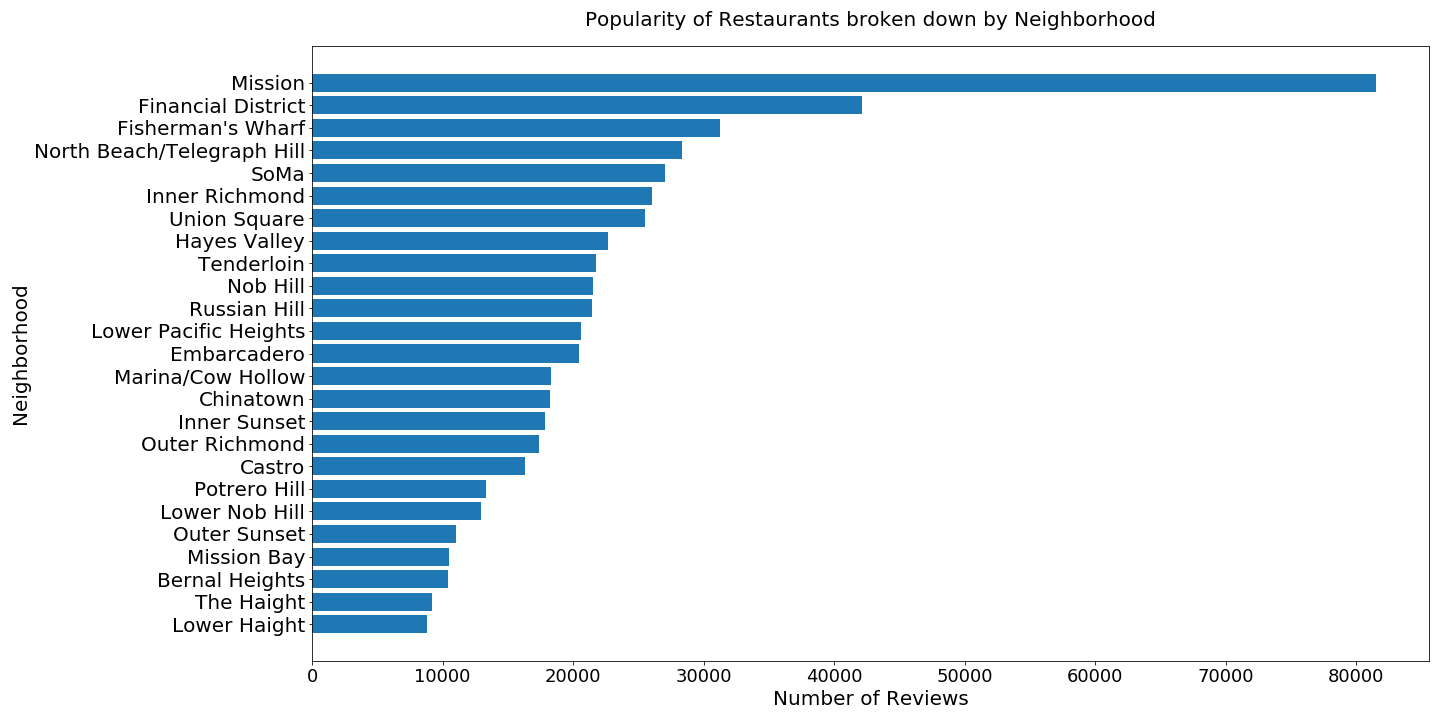 Popularity of Restaurants broken down by Neighborhood
Mission
Financial District
Fisherman's Wharf
North Beach/Telegraph Hill
SoMa
Inner Richmond
Union Square
Hayes Valley
Tenderloin
Nob Hill
Russian Hill
Lower Pacific Heights
Embarcadero
Marina/Cow Hollow
Chinatown
Inner Sunset
Outer Richmond
Castro
Potrero Hill
Lower Nob Hill
Outer Sunset
Mission Bay
Bernal Heights
The Haight
Lower Haight
Neighborhood
0 10000 20000 30000 40000 50000 60000 70000 80000
Number of Reviews